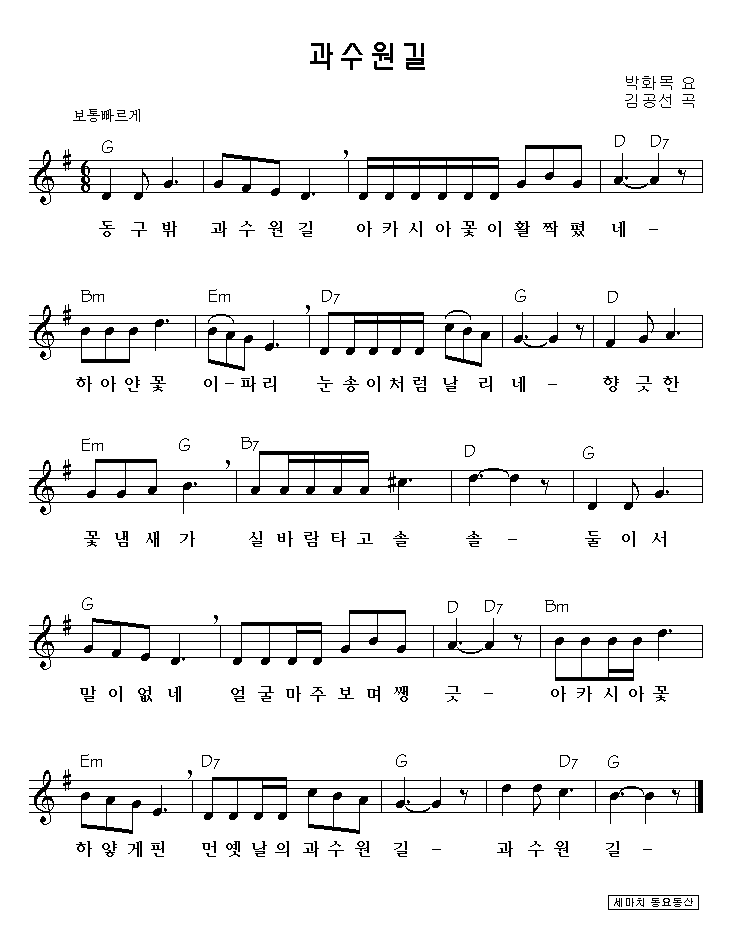 과수원길
박화목 요
김공선 곡
보통빠르게
G D D7
6
8
동 구 밖 과 수 원 길 아 카 시 아 꽃 이 활 짝 폈 네 –
Bm Em D7 G D
하 아 얀 꽃 이 – 파 리 눈 송 이 처 럼 날 리 네 – 향 긋 한
Em G B7 D G
꽃 냄 새 가 실 바 람 타 고 솔 솔 – 둘 이 서
G D D7 Bm
말 이 없 네 얼 굴 마 주 보 며 쌩 긋 – 아 카 시 아 꽃
Em D7 G D7 G
하 얗 게 핀 먼 옛 날 의 과 수 원 길 – 과 수 원 길 –
세마치 동요동산